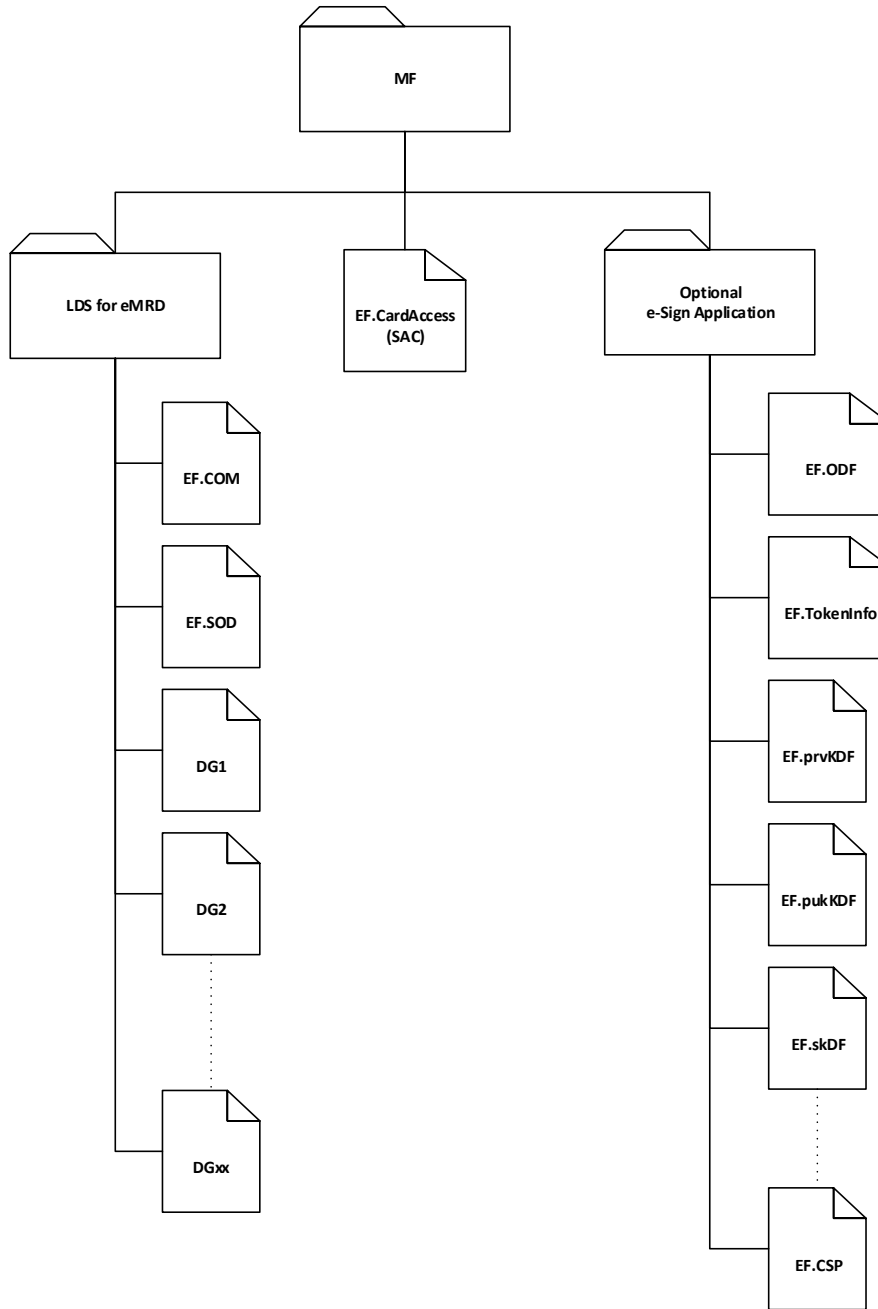 MF
LDS for eMRD
EF.CardAccess
(SAC)
Optional
e-Sign Application
EF.COM
EF.SOD
DG1
DG2
DGxx
EF.ODF
EF.TokenInfo
EF.prvKDF
EF.pukKDF
EF.skDF
EF.CSP